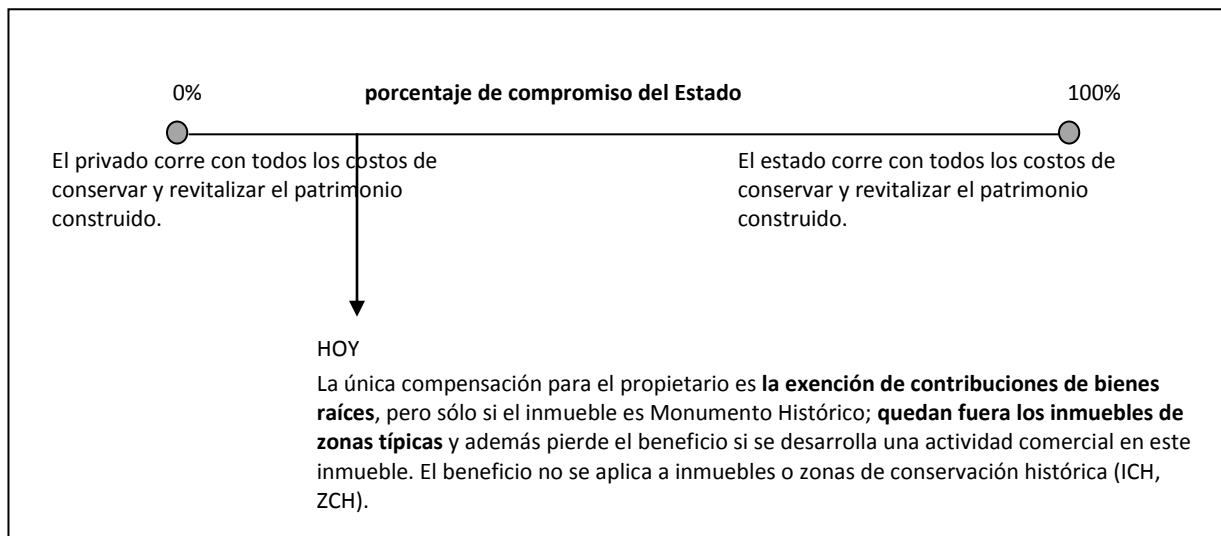 0% porcentaje de compromiso del Estado 100%
El privado corre con todos los costos de
conservar y revitalizar el patrimonio
construido.
El estado corre con todos los costos de
conservar y revitalizar el patrimonio
construido.
HOY
La única compensación para el propietario es la exención de contribuciones de bienes
raíces, pero sólo si el inmueble es Monumento Histórico; quedan fuera los inmuebles de
zonas típicas y además pierde el beneficio si se desarrolla una actividad comercial en este
inmueble. El beneficio no se aplica a inmuebles o zonas de conservación histórica (ICH,
ZCH).